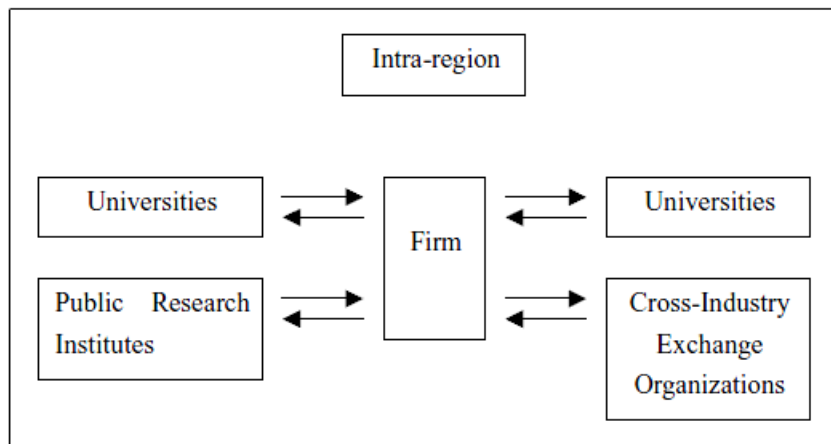 Intra-region
Universities
Firm
Universities
Public Research
Institutes
Cross-Industry
Exchange
Organizations